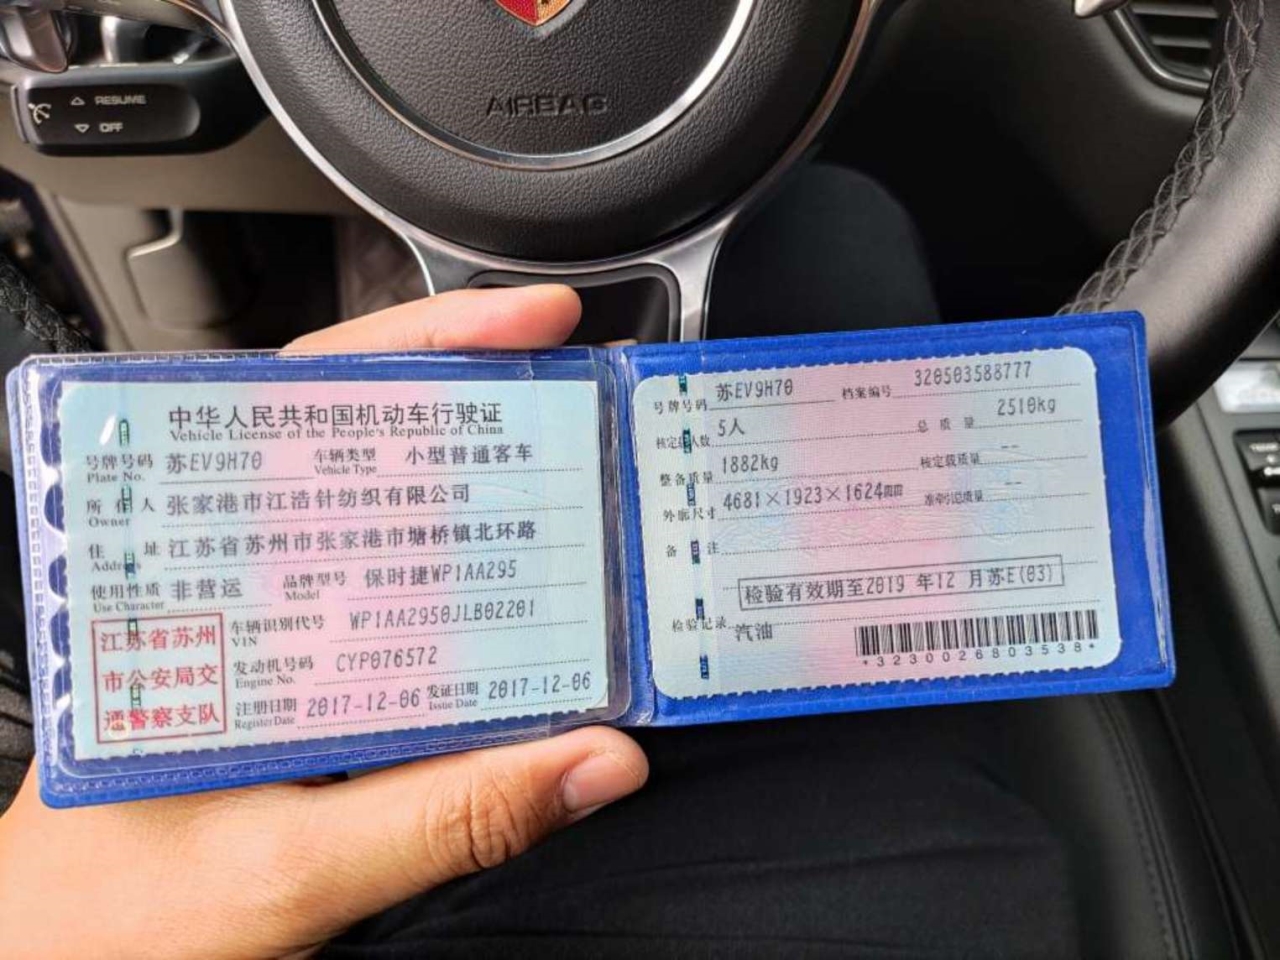 RESUME
OFF
AIRBAG
中华人民共和国机动车行驶证
Vehicle License of the People's Republic of China
号牌号码 苏EV9H70 车辆类型 小型普通客车
Plate No. Vehicle Type
所有人 张家港市江浩针纺织有限公司
Owner
住址 江苏省苏州市张家港市塘桥镇北环路
Address
使用性质 非营运 品牌型号 保时捷WP1AA295
Use Character Model
车辆识别代号 WP1AA2950JLB02201
VIN
发动机号码 CYP076572
Engine No.
注册日期 2017-12-06 发证日期 2017-12-06
Register Date Issue Date
江苏省苏州
市公安局交
通警察支队
号牌号码 苏EV9H70 档案编号 320503588777
核定载人数 5人 总质量 2510kg
整备质量 1882kg 核定载质量 --
外廓尺寸 4681×1923×1624mm 准牵引总质量 --
备注
检验有效期至2019 年12 月苏E(03)
检验记录 汽油
*3230026803538*